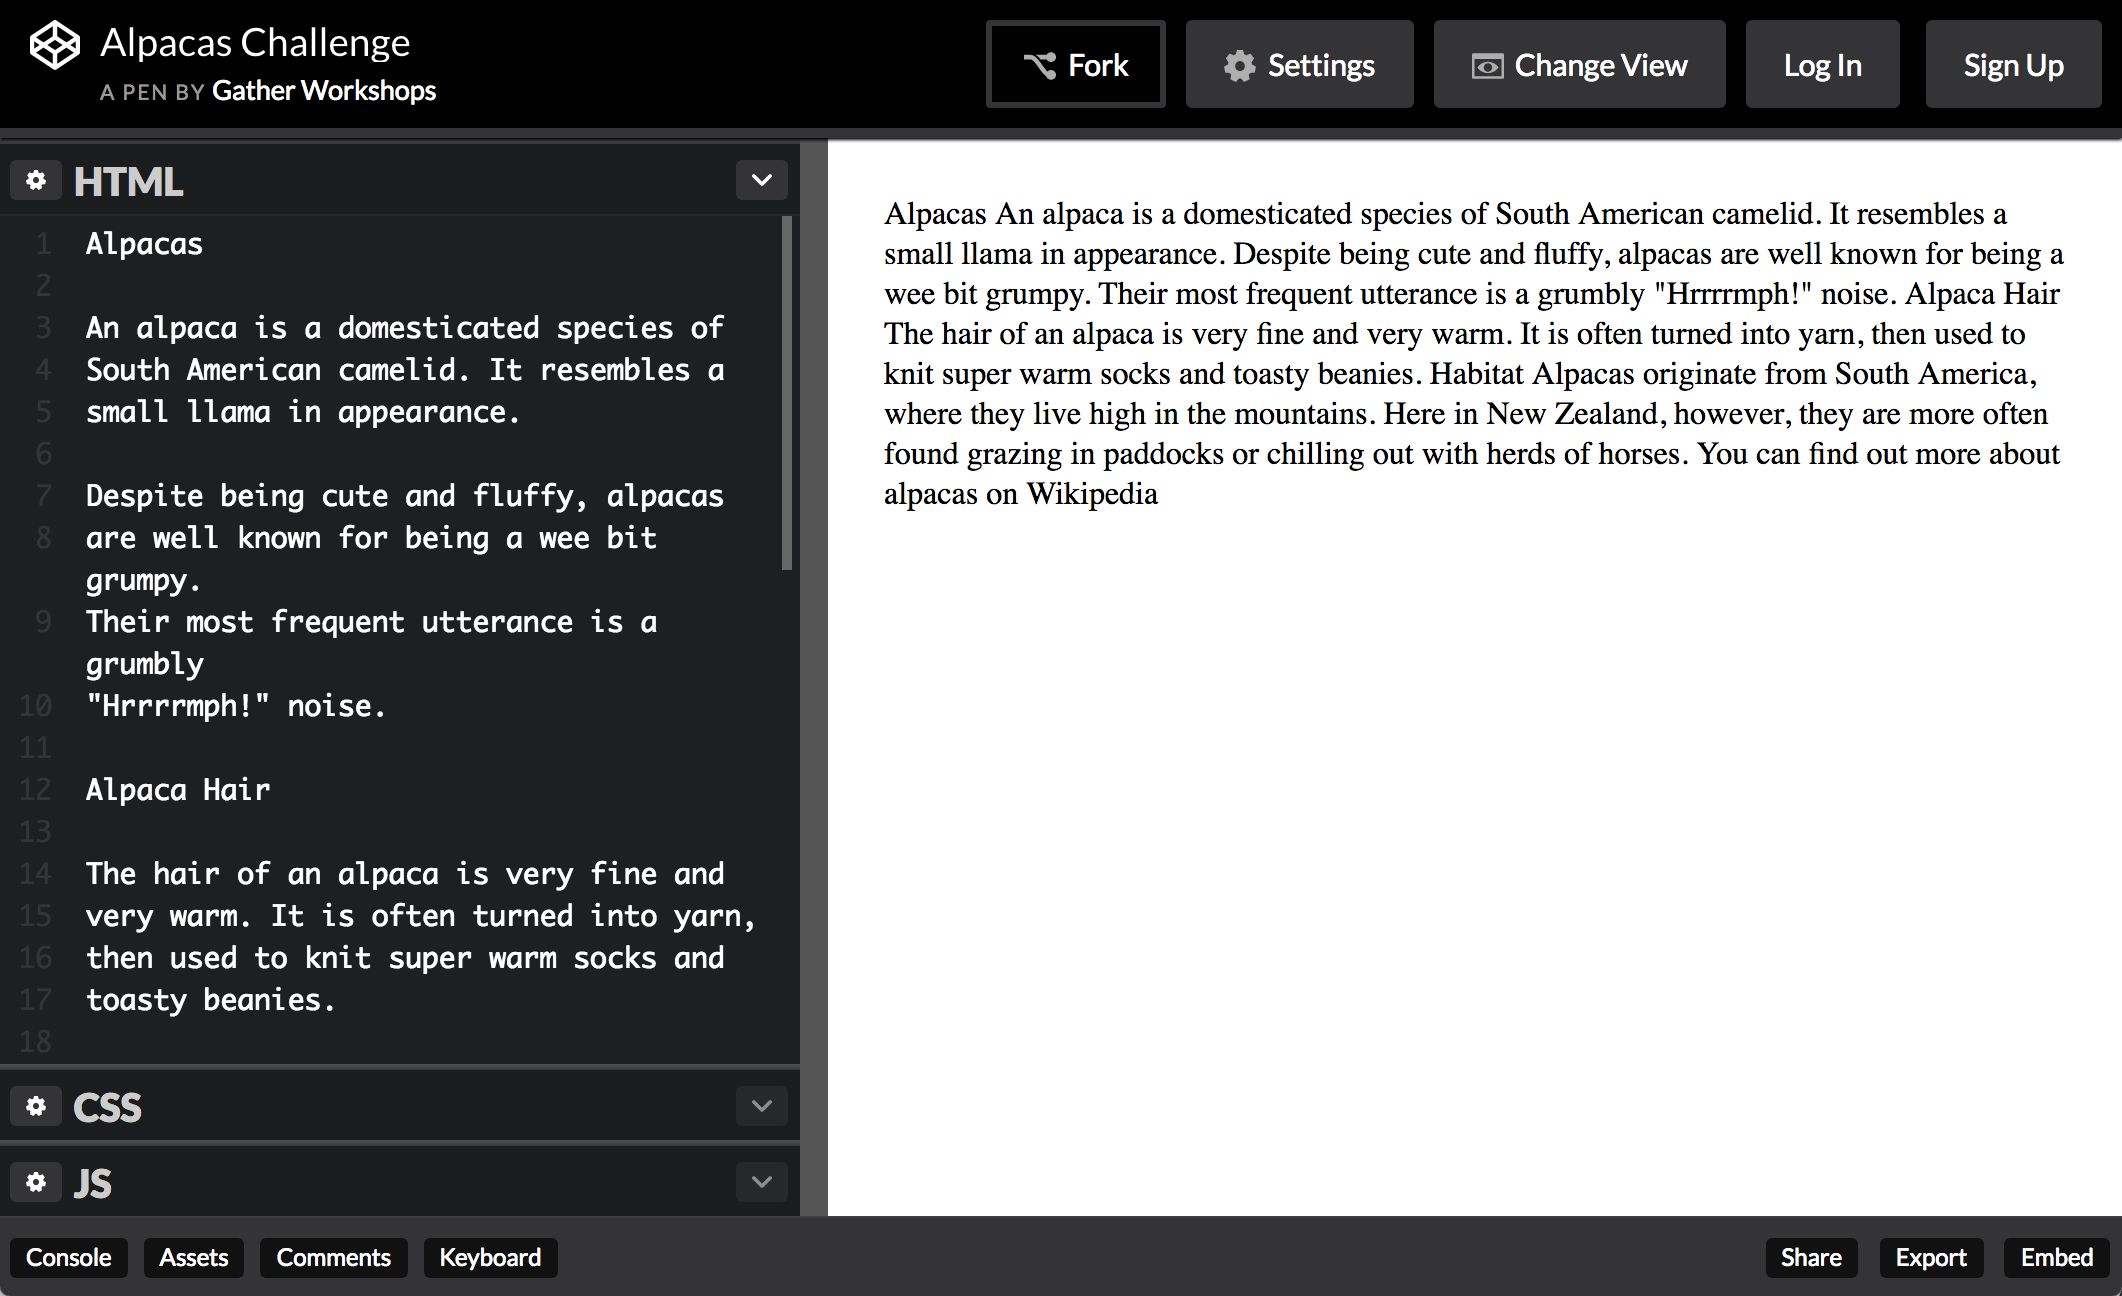 Alpacas Challenge
A PEN BY Gather Workshops
Fork
Settings
Change View
Log In
Sign Up
HTML
1 Alpacas
2
3 An alpaca is a domesticated species of
4 South American camelid. It resembles a
5 small llama in appearance.
6
7 Despite being cute and fluffy, alpacas
8 are well known for being a wee bit
grumpy.
9 Their most frequent utterance is a
grumbly
10 "Hrrrrmph!" noise.
11
12 Alpaca Hair
13
14 The hair of an alpaca is very fine and
15 very warm. It is often turned into yarn,
16 then used to knit super warm socks and
17 toasty beanies.
18
CSS
JS
Alpacas An alpaca is a domesticated species of South American camelid. It resembles a
small llama in appearance. Despite being cute and fluffy, alpacas are well known for being a
wee bit grumpy. Their most frequent utterance is a grumbly "Hrrrrmph!" noise. Alpaca Hair
The hair of an alpaca is very fine and very warm. It is often turned into yarn, then used to
knit super warm socks and toasty beanies. Habitat Alpacas originate from South America,
where they live high in the mountains. Here in New Zealand, however, they are more often
found grazing in paddocks or chilling out with herds of horses. You can find out more about
alpacas on Wikipedia
Console
Assets
Comments
Keyboard
Share
Export
Embed